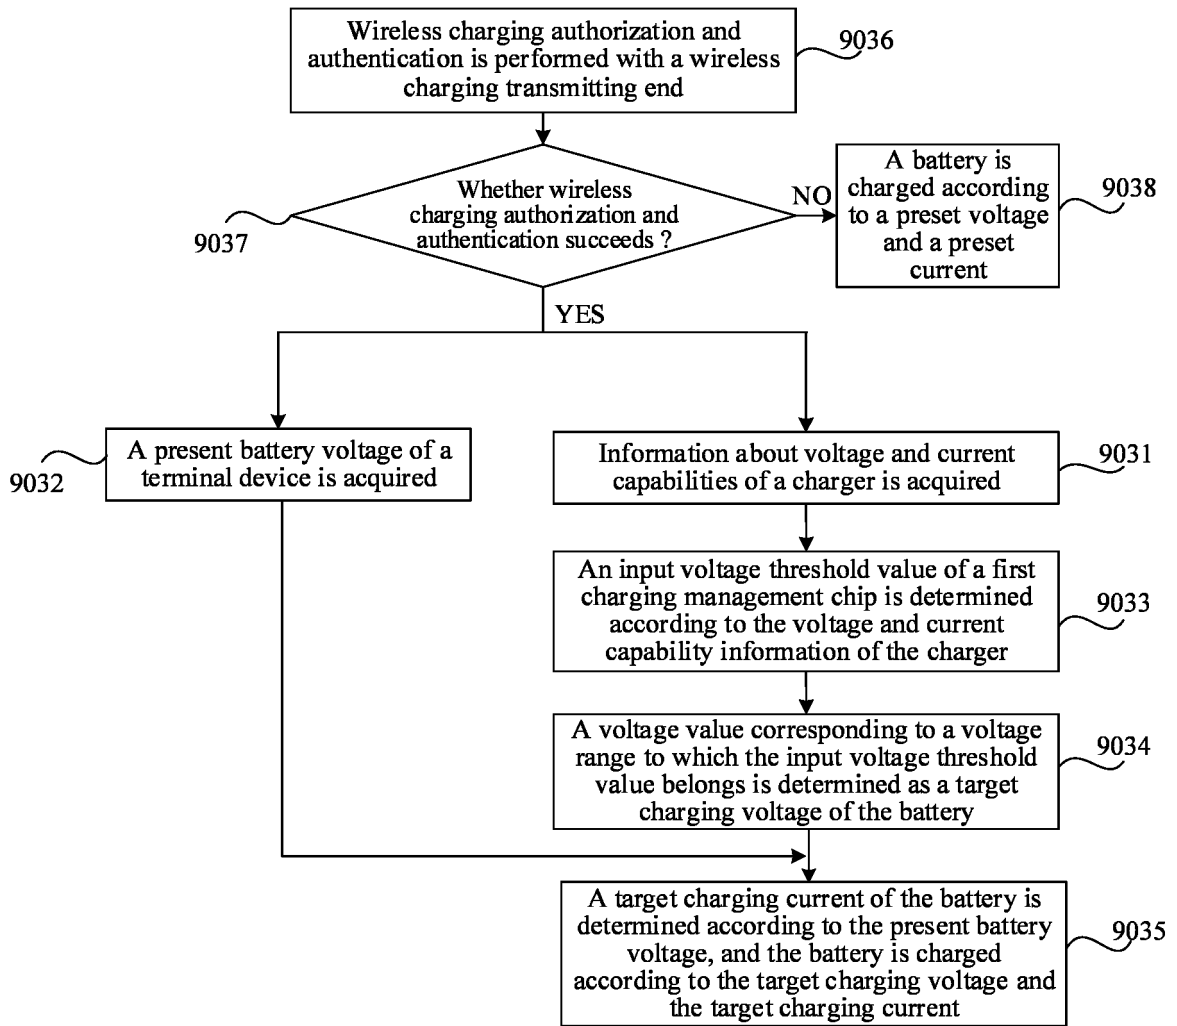 Wireless charging authorization and
authentication is performed with a wireless
charging transmitting end
9036
Whether wireless
charging authorization and
authentication succeeds ?
9037
NO
A battery is
charged according
to a preset voltage
and a preset
current
9038
YES
A present battery voltage of a
terminal device is acquired
9032
Information about voltage and current
capabilities of a charger is acquired
9031
An input voltage threshold value of a first
charging management chip is determined
according to the voltage and current
capability information of the charger
9033
A voltage value corresponding to a voltage
range to which the input voltage threshold
value belongs is determined as a target
charging voltage of the battery
9034
A target charging current of the battery is
determined according to the present battery
voltage, and the battery is charged
according to the target charging voltage and
the target charging current
9035